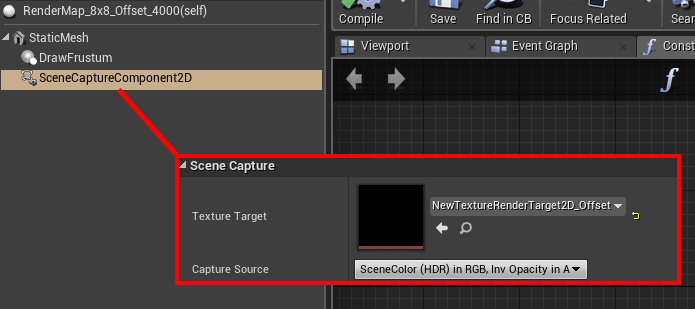 RenderMap_8x8_Offset_4000(self)
StaticMesh
DrawFrustum
SceneCaptureComponent2D
Compile
Save
Find in CB
Focus Related
Viewport
Event Graph
Const
Scene Capture
Texture Target
NewTextureRenderTarget2D_Offset
Capture Source
SceneColor (HDR) in RGB, Inv Opacity in A